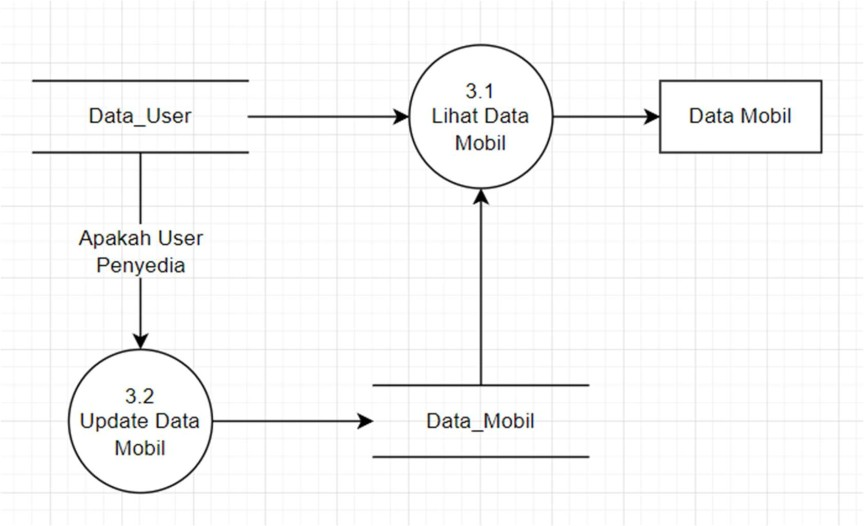 Data_User
3.1
Lihat Data
Mobil
Data Mobil
Apakah User
Penyedia
3.2
Update Data
Mobil
Data_Mobil